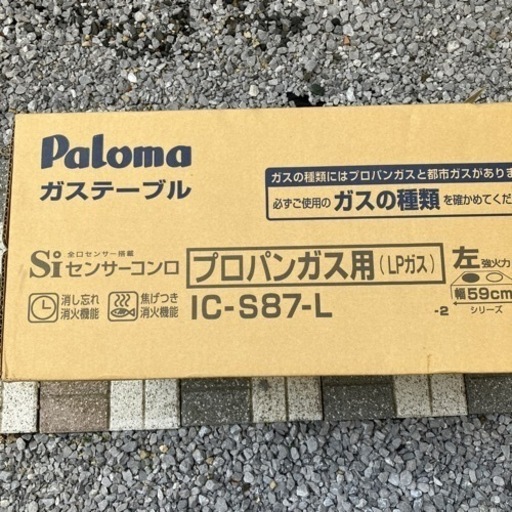 Paloma
ガステーブル
ガスの種類にはプロパンガスと都市ガスがありま
必ずご使用の ガスの種類 を確かめてくだ
全口センサー搭載
Siセンサーコンロ
プロパンガス用(LPガス)
左強火力
幅59cm
消し忘れ
消火機能
焦げつき
消火機能
IC-S87-L
-2 シリーズ